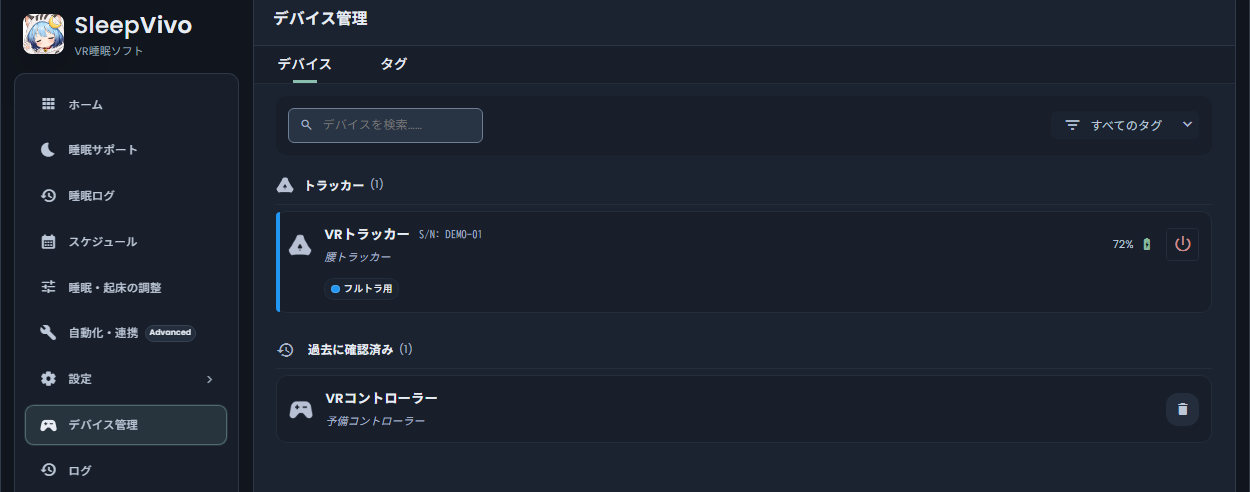 SleepVivo
VR睡眠ソフト
ホーム
睡眠サポート
睡眠ログ
スケジュール
睡眠・起床の調整
自動化・連携 Advanced
設定
デバイス管理
ログ
デバイス管理
デバイス タグ
デバイスを検索...... すべてのタグ
トラッカー (1)
VRトラッカー S/N: DEMO-01
腰トラッカー
72%
フルトラ用
過去に確認済み (1)
VRコントローラー
予備コントローラー